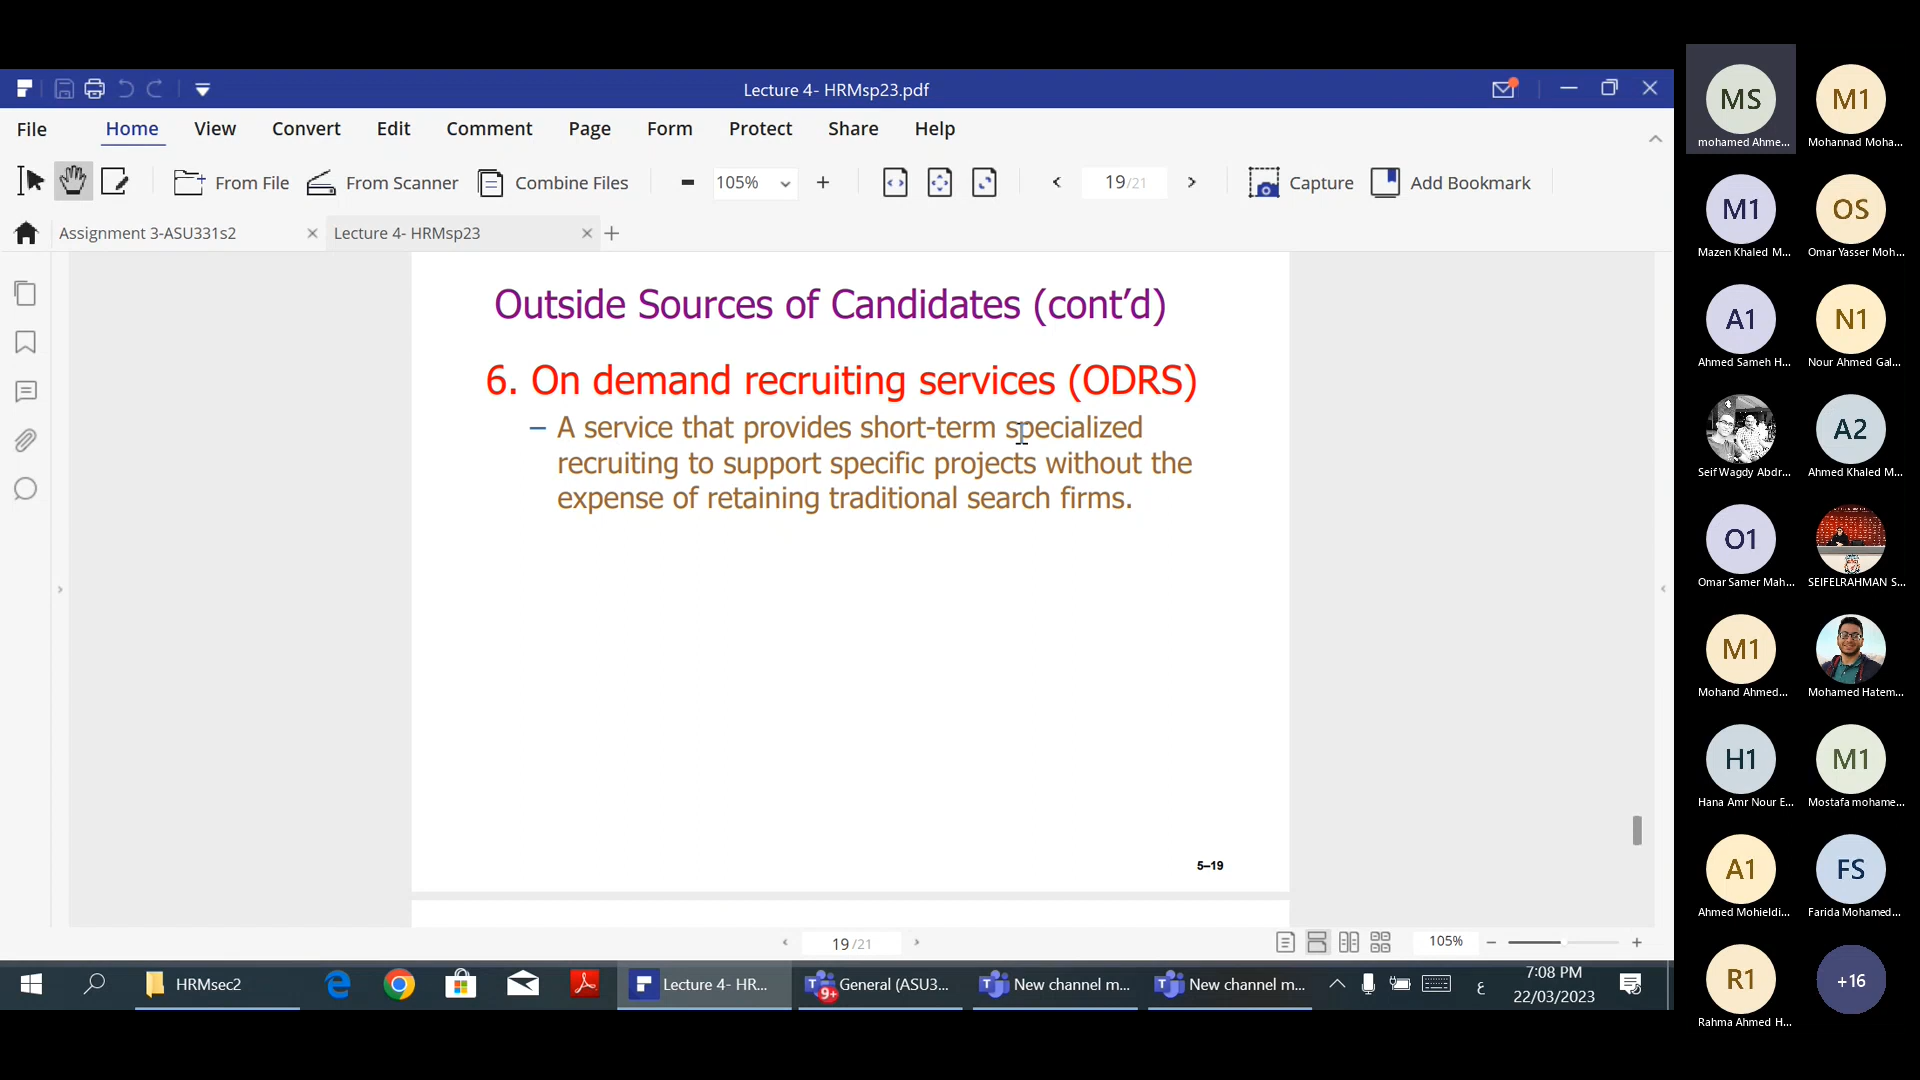 Lecture 4- HRMsp23.pdf
File Home View Convert Edit Comment Page Form Protect Share Help
From File From Scanner Combine Files 105% 19/21 Capture Add Bookmark
Assignment 3-ASU331s2 Lecture 4- HRMsp23
Outside Sources of Candidates (cont’d)
6. On demand recruiting services (ODRS)
– A service that provides short-term specialized
recruiting to support specific projects without the
expense of retaining traditional search firms.
5–19
19/21 105%
HRMsec2 Lecture 4- HR... 9+ General (ASU3... New channel m... New channel m... ع
7:08 PM
22/03/2023
MS M1
mohamed Ahme... Mohannad Moha...
M1 OS
Mazen Khaled M... Omar Yasser Moh...
A1 N1
Ahmed Sameh H... Nour Ahmed Gal...
A2
Seif Wagdy Abdr... Ahmed Khaled M...
O1
Omar Samer Mah... SEIFELRAHMAN S...
M1
Mohand Ahmed... Mohamed Hatem...
H1 M1
Hana Amr Nour E... Mostafa mohame...
A1 FS
Ahmed Mohieldi... Farida Mohamed...
R1 +16
Rahma Ahmed H...